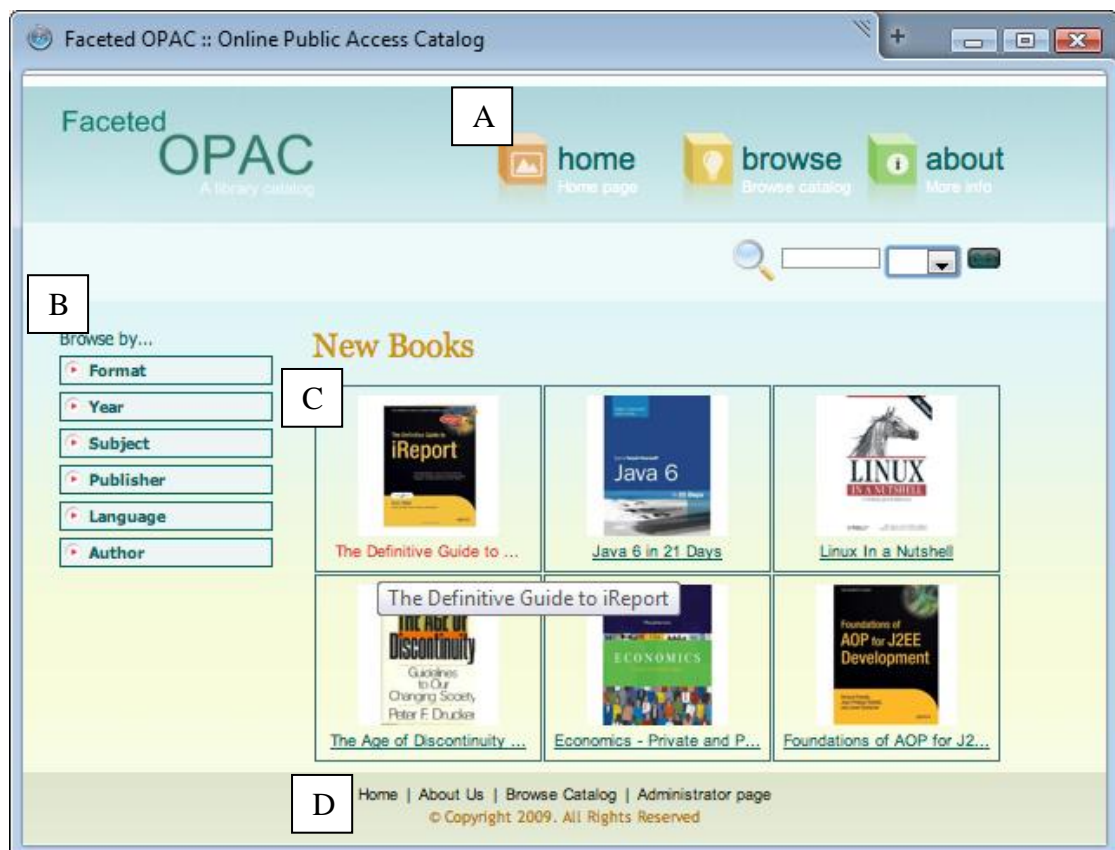 Faceted OPAC :: Online Public Access Catalog
A
Faceted
OPAC
A library catalog
home
Home page
browse
Browse catalog
about
More info
B
Browse by...
Format
Year
Subject
Publisher
Language
Author
New Books
C
The Definitive Guide to
iReport
Java 6
LINUX
IN A NUTSHELL
The Definitive Guide to ...
Java 6 in 21 Days
Linux In a Nutshell
The Definitive Guide to iReport
THE AGE OF
Discontinuity
Guidelines
to Our
Changing Society
Peter F. Drucker
ECONOMICS
Foundations of
AOP for J2EE
Development
The Age of Discontinuity ...
Economics - Private and P...
Foundations of AOP for J2...
D
Home | About Us | Browse Catalog | Administrator page
© Copyright 2009. All Rights Reserved